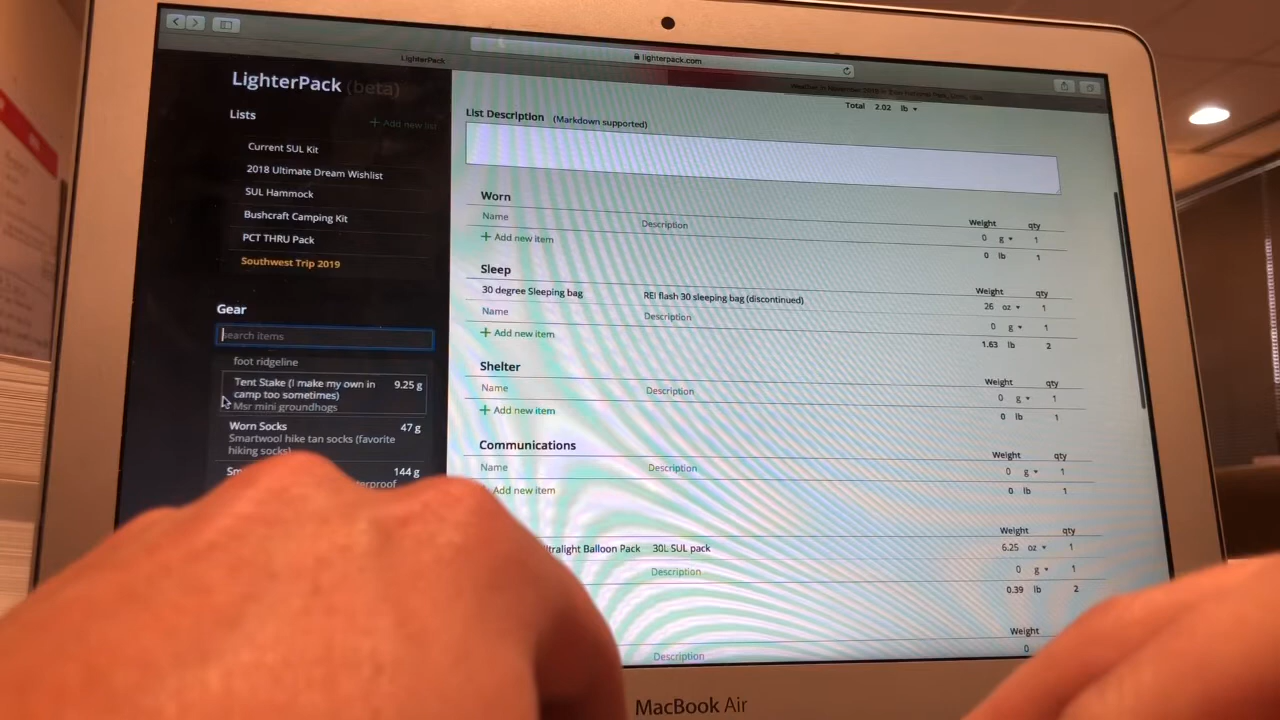 LighterPack
lighterpack.com
LighterPack (beta)
Lists
+ Add new list
Current SUL Kit
2018 Ultimate Dream Wishlist
SUL Hammock
Bushcraft Camping Kit
PCT THRU Pack
Southwest Trip 2019
Gear
search items
foot ridgeline
Tent Stake (I make my own in 9.25 g
camp too sometimes)
Msr mini groundhogs
Worn Socks 47 g
Smartwool hike tan socks (favorite
hiking socks)
144 g
Total 2.02 lb
List Description (Markdown supported)
Worn
Weight qty
Name Description 0 g 1
+ Add new item 0 lb 1
Sleep
Weight qty
30 degree Sleeping bag REI flash 30 sleeping bag (discontinued) 26 oz 1
Name Description 0 g 1
+ Add new item 1.63 lb 2
Shelter
Weight qty
Name Description 0 g 1
+ Add new item 0 lb 1
Communications
Weight qty
Name Description 0 g 1
Add new item 0 lb 1
Weight qty
Balloon Pack 30L SUL pack 6.25 oz 1
Description 0 g 1
0.39 lb 2
Weight
Description 0
MacBook Air